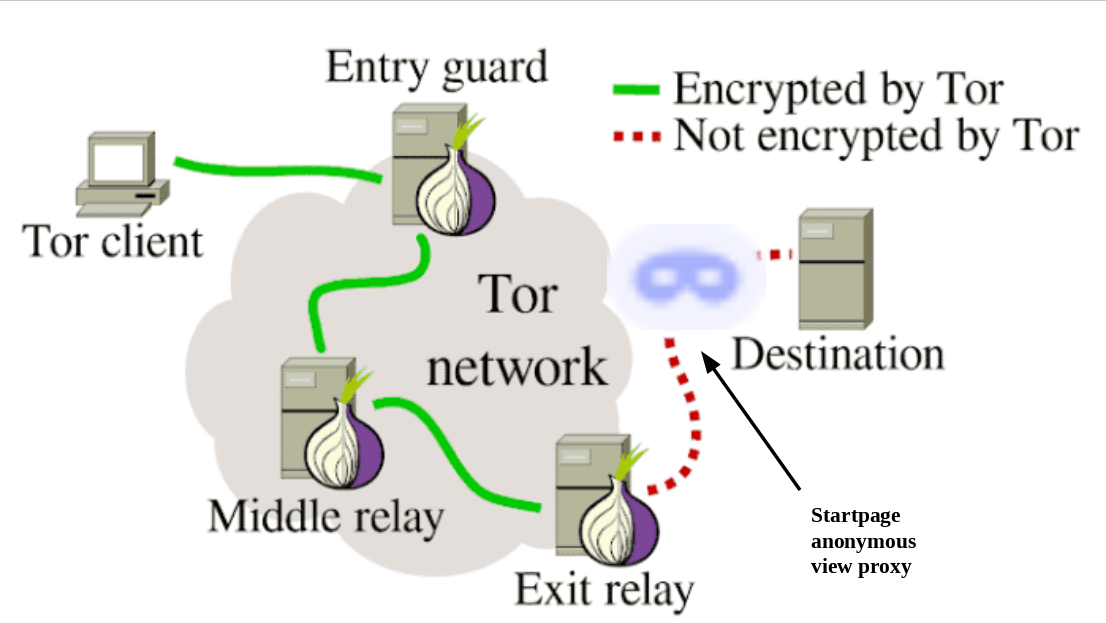 Entry guard
Encrypted by Tor
Not encrypted by Tor
Tor client
Tor
network
Destination
Middle relay
Exit relay
Startpage
anonymous
view proxy